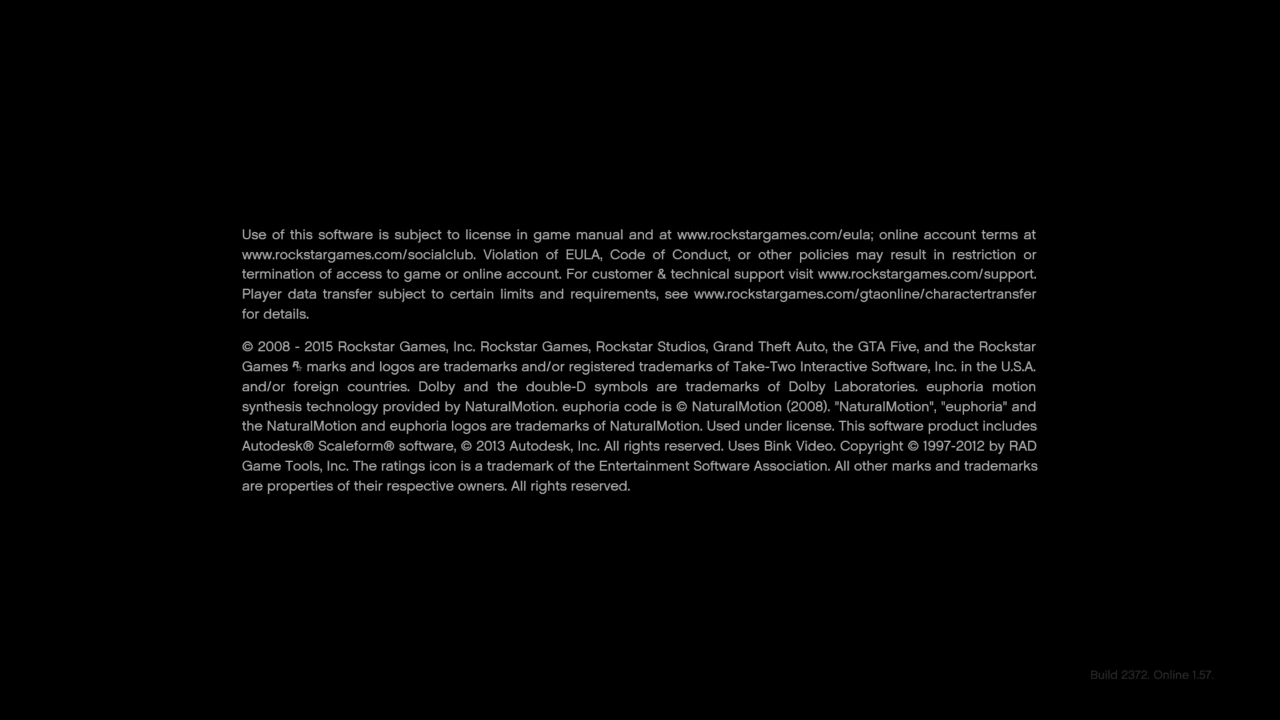 Use of this software is subject to license in game manual and at www.rockstargames.com/eula; online account terms at
www.rockstargames.com/socialclub. Violation of EULA, Code of Conduct, or other policies may result in restriction or
termination of access to game or online account. For customer & technical support visit www.rockstargames.com/support.
Player data transfer subject to certain limits and requirements, see www.rockstargames.com/gtaonline/charactertransfer
for details.
© 2008 - 2015 Rockstar Games, Inc. Rockstar Games, Rockstar Studios, Grand Theft Auto, the GTA Five, and the Rockstar
Games R* marks and logos are trademarks and/or registered trademarks of Take-Two Interactive Software, Inc. in the U.S.A.
and/or foreign countries. Dolby and the double-D symbols are trademarks of Dolby Laboratories. euphoria motion
synthesis technology provided by NaturalMotion. euphoria code is © NaturalMotion (2008). "NaturalMotion", "euphoria" and
the NaturalMotion and euphoria logos are trademarks of NaturalMotion. Used under license. This software product includes
Autodesk® Scaleform® software, © 2013 Autodesk, Inc. All rights reserved. Uses Bink Video. Copyright © 1997-2012 by RAD
Game Tools, Inc. The ratings icon is a trademark of the Entertainment Software Association. All other marks and trademarks
are properties of their respective owners. All rights reserved.
Build 2372. Online 1.57.